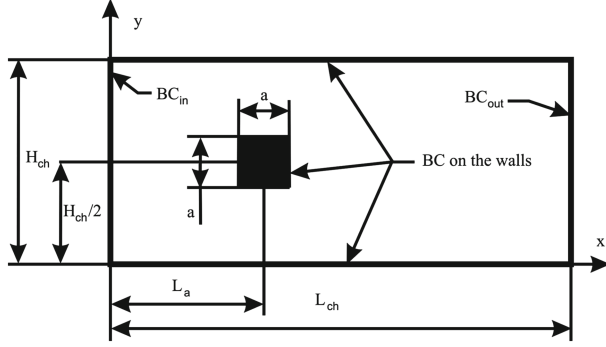 y
BC_in
a
BC_out
H_ch
BC on the walls
H_ch/2
a
x
L_a
L_ch